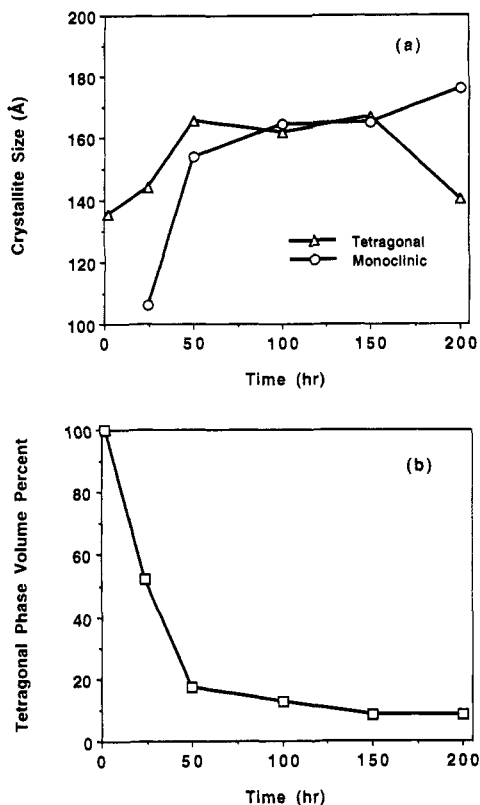 200
(a)
180
160
140
120
100
Crystallite Size (Å)
Tetragonal
Monoclinic
0 50 100 150 200
Time (hr)
100
(b)
80
60
40
20
0
Tetragonal Phase Volume Percent
0 50 100 150 200
Time (hr)